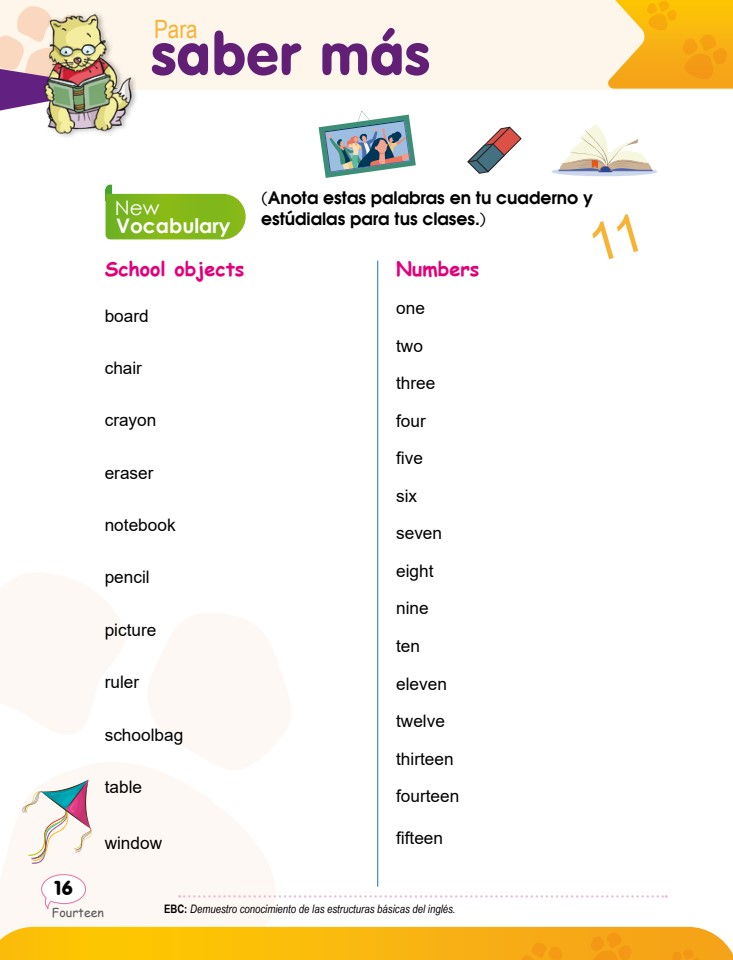 Para
saber más
New
Vocabulary
(Anota estas palabras en tu cuaderno y
estúdialas para tus clases.)
11
School objects
board
chair
crayon
eraser
notebook
pencil
picture
ruler
schoolbag
table
window
Numbers
one
two
three
four
five
six
seven
eight
nine
ten
eleven
twelve
thirteen
fourteen
fifteen
16
Fourteen
EBC: Demuestro conocimiento de las estructuras básicas del inglés.